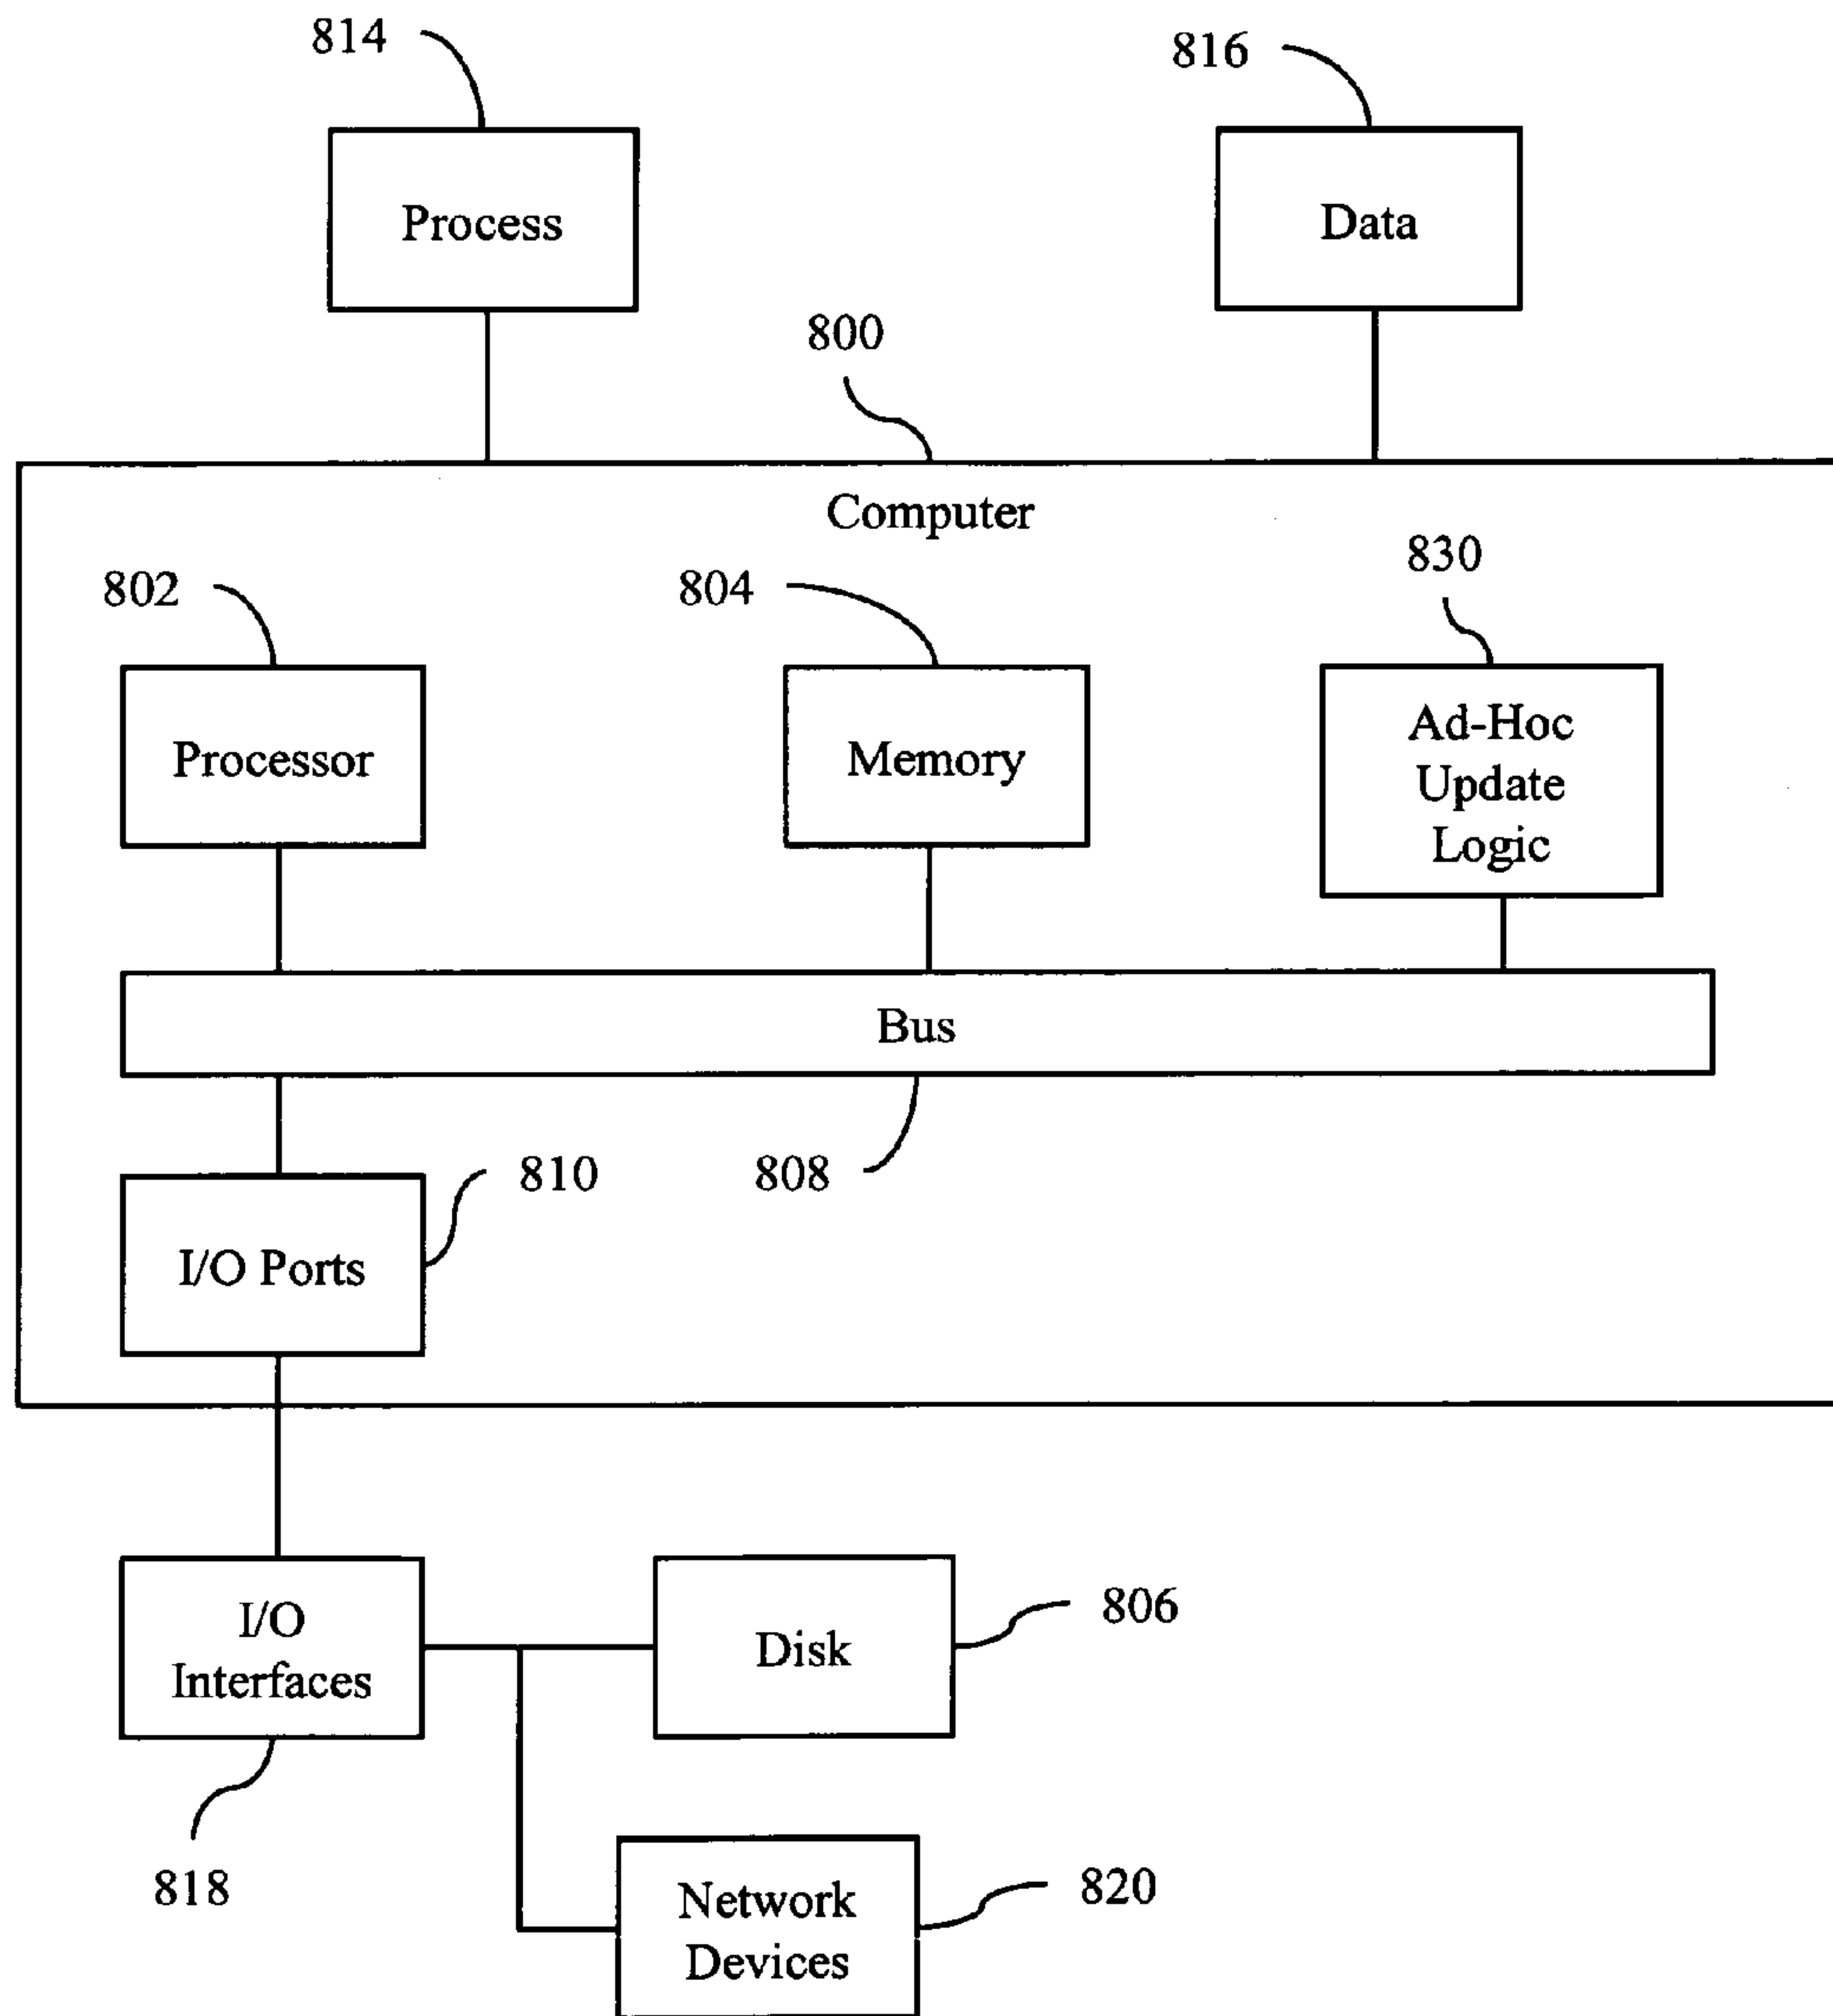 814
816
Process
Data
800
Computer
802
804
830
Processor
Memory
Ad-Hoc
Update
Logic
Bus
810
808
I/O Ports
I/O
Interfaces
Disk
806
818
Network
Devices
820